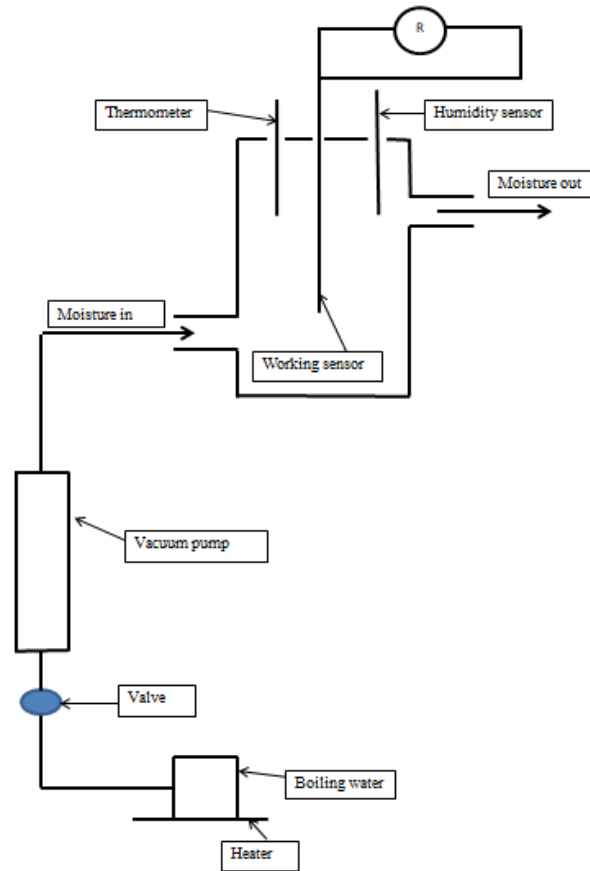 R
Thermometer
Humidity sensor
Moisture out
Moisture in
Working sensor
Vacuum pump
Valve
Boiling water
Heater